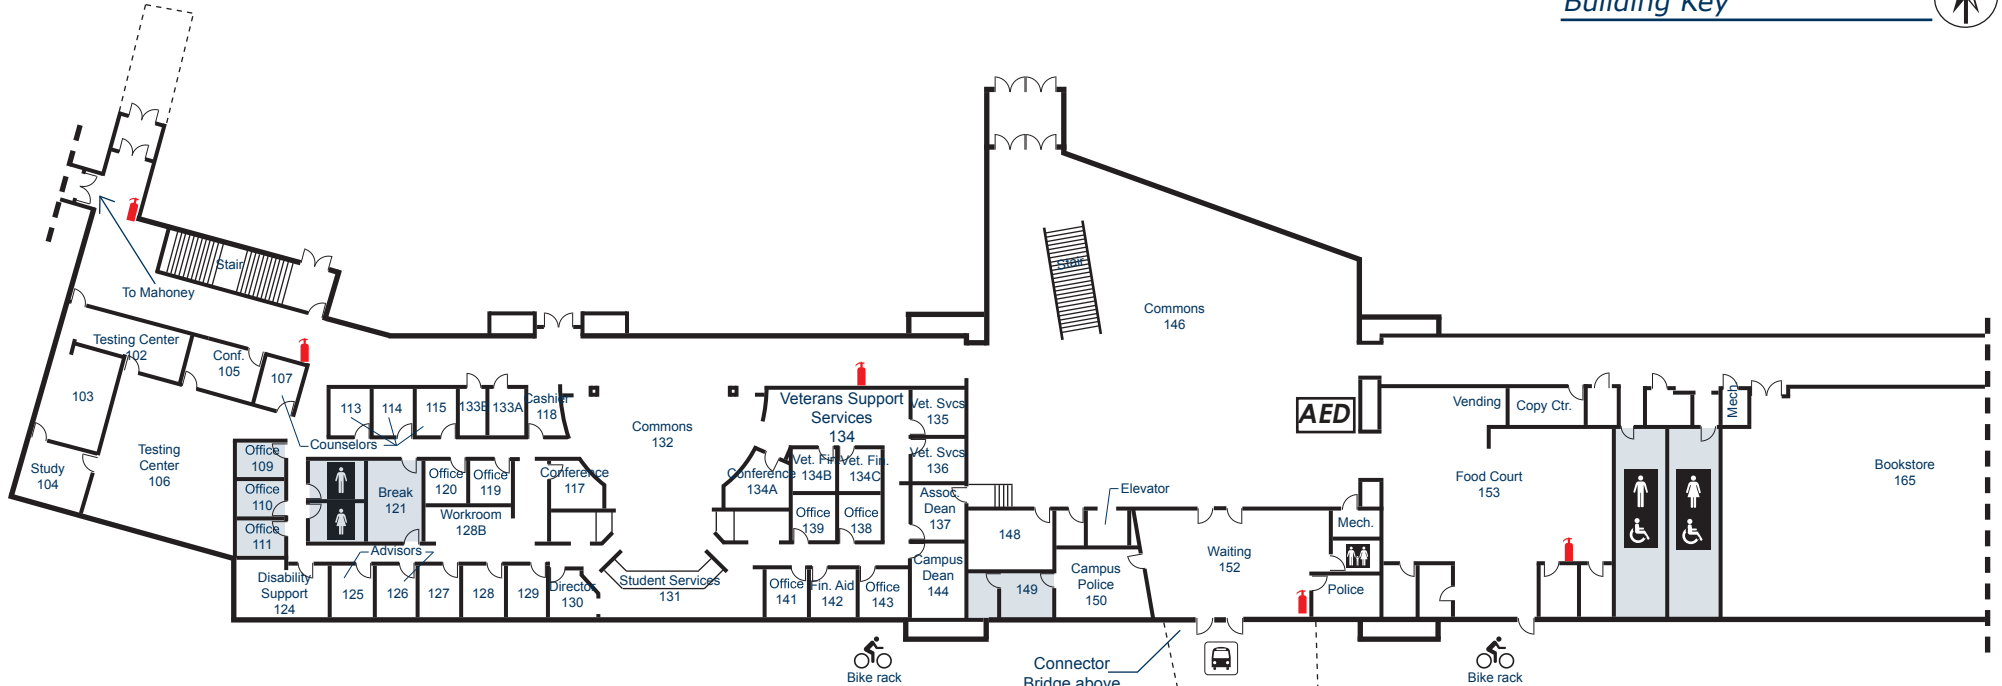 Building Key
Stair
To Mahoney
Testing Center
102
Conf.
105
107
103
Study
104
Testing
Center
106
113
114
115
133B
133A
Cashier
118
Counselors
Office
109
Office
110
Office
111
Break
121
Office
120
Office
119
Workroom
128B
Conference
117
Advisors
Disability
Support
124
125
126
127
128
129
Director
130
Student Services
131
Commons
132
Veterans Support
Services
134
Vet. Svcs
135
Vet. Svcs
136
Conference
134A
Vet. Fin.
134B
Vet. Fin.
134C
Office
139
Office
138
Assoc.
Dean
137
Campus
Dean
144
Office
141
Fin. Aid
142
Office
143
Stair
Commons
146
Elevator
148
149
Campus
Police
150
Waiting
152
Mech.
Police
AED
Vending
Copy Ctr.
Mech
Food Court
153
Bookstore
165
Bike rack
Connector
Bridge above
Bike rack